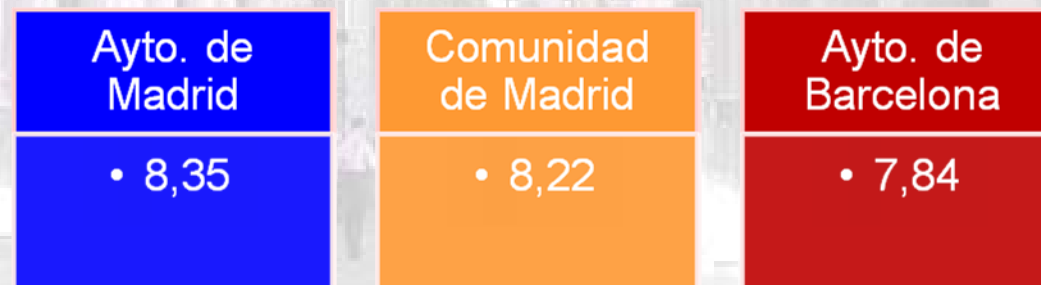 Ayto. de
Madrid
• 8,35
Comunidad
de Madrid
• 8,22
Ayto. de
Barcelona
• 7,84